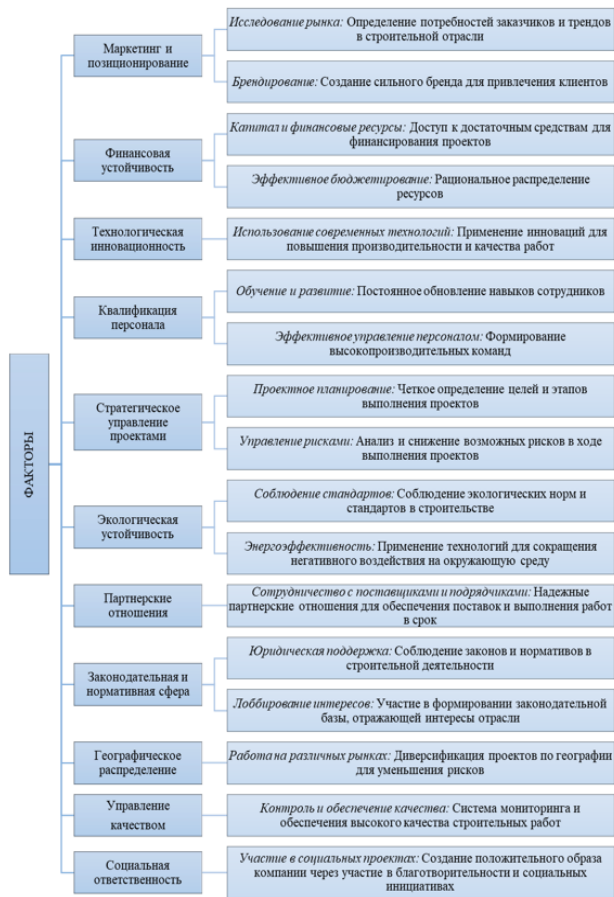 ФАКТОРЫ
Маркетинг и
позиционирование
Исследование рынка: Определение потребностей заказчиков и трендов
в строительной отрасли
Брендирование: Создание сильного бренда для привлечения клиентов
Финансовая
устойчивость
Капитал и финансовые ресурсы: Доступ к достаточным средствам для
финансирования проектов
Эффективное бюджетирование: Рациональное распределение
ресурсов
Технологическая
инновационность
Использование современных технологий: Применение инноваций для
повышения производительности и качества работ
Квалификация
персонала
Обучение и развитие: Постоянное обновление навыков сотрудников
Эффективное управление персоналом: Формирование
высокопроизводительных команд
Стратегическое
управление
проектами
Проектное планирование: Четкое определение целей и этапов
выполнения проектов
Управление рисками: Анализ и снижение возможных рисков в ходе
выполнения проектов
Экологическая
устойчивость
Соблюдение стандартов: Соблюдение экологических норм и
стандартов в строительстве
Энергоэффективность: Применение технологий для сокращения
негативного воздействия на окружающую среду
Партнерские
отношения
Сотрудничество с поставщиками и подрядчиками: Надежные
партнерские отношения для обеспечения поставок и выполнения работ
в срок
Законодательная и
нормативная сфера
Юридическая поддержка: Соблюдение законов и нормативов в
строительной деятельности
Лоббирование интересов: Участие в формировании законодательной
базы, отражающей интересы отрасли
Географическое
распределение
Работа на различных рынках: Диверсификация проектов по географии
для уменьшения рисков
Управление
качеством
Контроль и обеспечение качества: Система мониторинга и
обеспечения высокого качества строительных работ
Социальная
ответственность
Участие в социальных проектах: Создание положительного образа
компании через участие в благотворительности и социальных
инициативах